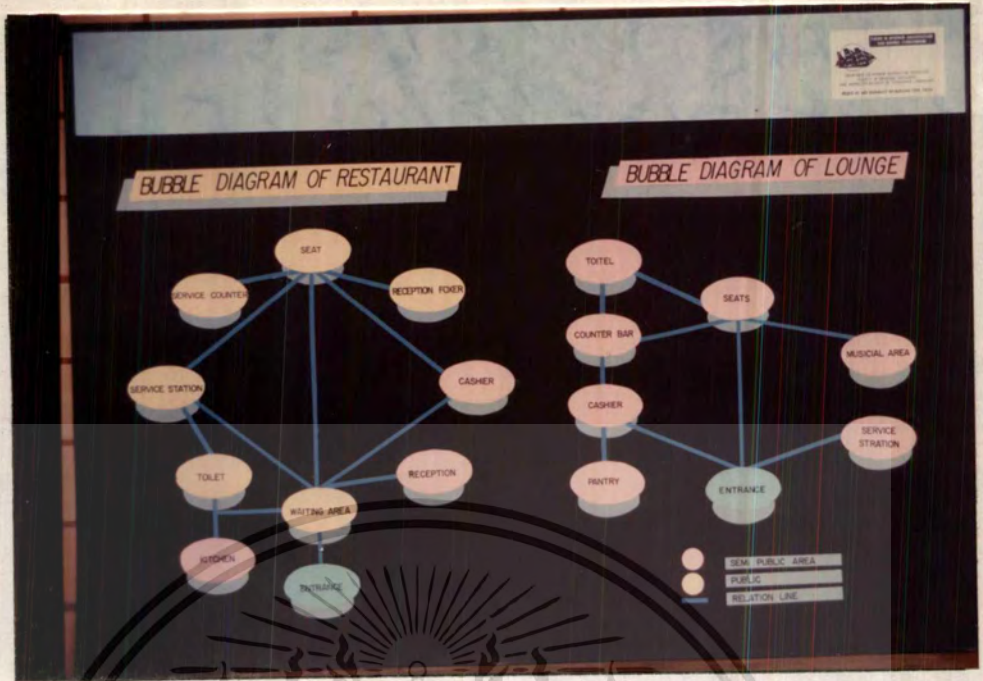 BUBBLE DIAGRAM OF RESTAURANT
SEAT
SERVICE COUNTER
RECEPTION FOXER
SERVICE STATION
CASHIER
TOILET
RECEPTION
WAITING AREA
KITCHEN
ENTRANCE
BUBBLE DIAGRAM OF LOUNGE
TOITEL
SEATS
COUNTER BAR
MUSICIAL AREA
CASHIER
SERVICE
STRATION
PANTRY
ENTRANCE
SEMI PUBLIC AREA
PUBLIC
RELATION LINE